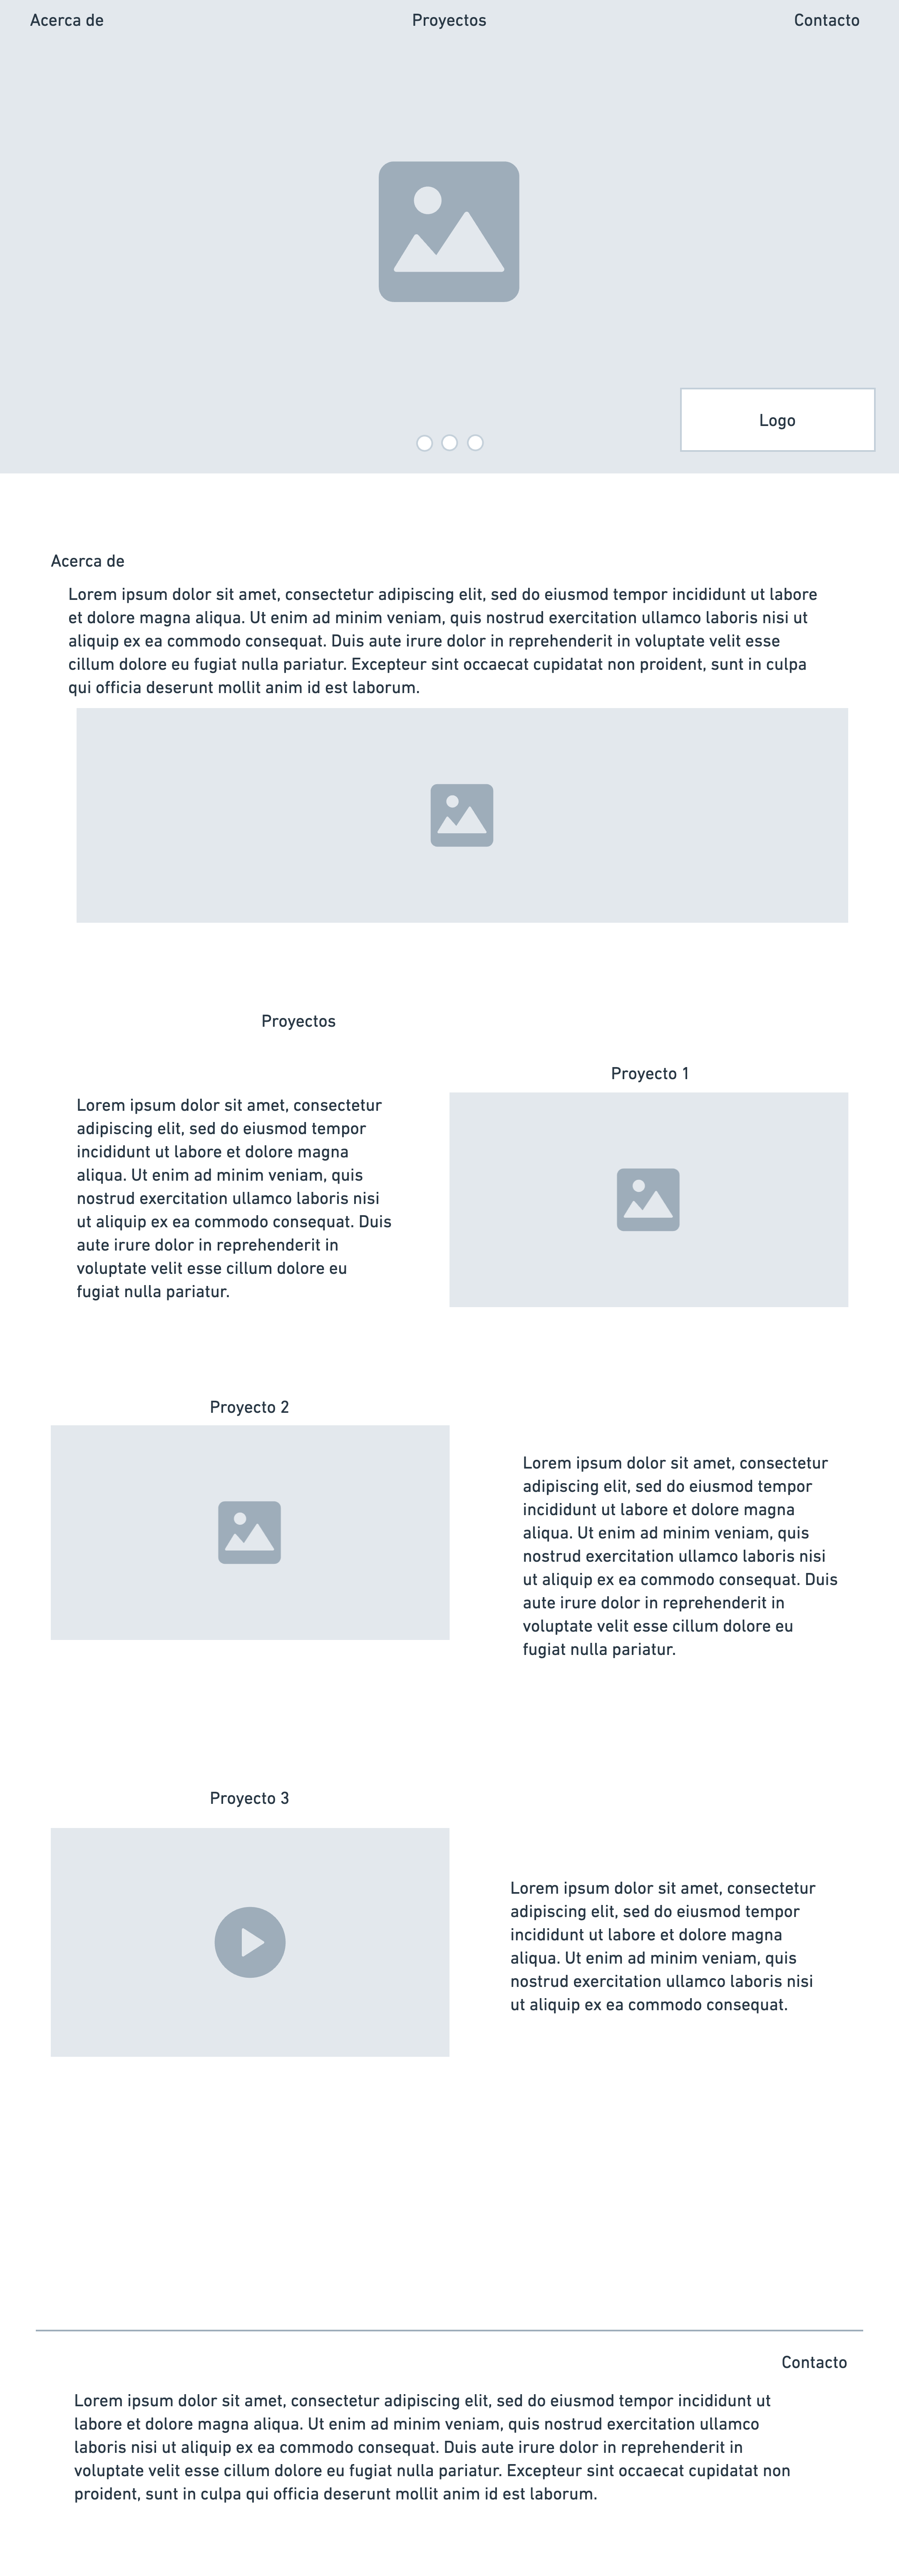 Acerca de
Proyectos
Contacto
Logo
Acerca de
Lorem ipsum dolor sit amet, consectetur adipiscing elit, sed do eiusmod tempor incididunt ut labore
et dolore magna aliqua. Ut enim ad minim veniam, quis nostrud exercitation ullamco laboris nisi ut
aliquip ex ea commodo consequat. Duis aute irure dolor in reprehenderit in voluptate velit esse
cillum dolore eu fugiat nulla pariatur. Excepteur sint occaecat cupidatat non proident, sunt in culpa
qui officia deserunt mollit anim id est laborum.
Proyectos
Proyecto 1
Lorem ipsum dolor sit amet, consectetur
adipiscing elit, sed do eiusmod tempor
incididunt ut labore et dolore magna
aliqua. Ut enim ad minim veniam, quis
nostrud exercitation ullamco laboris nisi
ut aliquip ex ea commodo consequat. Duis
aute irure dolor in reprehenderit in
voluptate velit esse cillum dolore eu
fugiat nulla pariatur.
Proyecto 2
Lorem ipsum dolor sit amet, consectetur
adipiscing elit, sed do eiusmod tempor
incididunt ut labore et dolore magna
aliqua. Ut enim ad minim veniam, quis
nostrud exercitation ullamco laboris nisi
ut aliquip ex ea commodo consequat. Duis
aute irure dolor in reprehenderit in
voluptate velit esse cillum dolore eu
fugiat nulla pariatur.
Proyecto 3
Lorem ipsum dolor sit amet, consectetur
adipiscing elit, sed do eiusmod tempor
incididunt ut labore et dolore magna
aliqua. Ut enim ad minim veniam, quis
nostrud exercitation ullamco laboris nisi
ut aliquip ex ea commodo consequat.
Contacto
Lorem ipsum dolor sit amet, consectetur adipiscing elit, sed do eiusmod tempor incididunt ut
labore et dolore magna aliqua. Ut enim ad minim veniam, quis nostrud exercitation ullamco
laboris nisi ut aliquip ex ea commodo consequat. Duis aute irure dolor in reprehenderit in
voluptate velit esse cillum dolore eu fugiat nulla pariatur. Excepteur sint occaecat cupidatat non
proident, sunt in culpa qui officia deserunt mollit anim id est laborum.